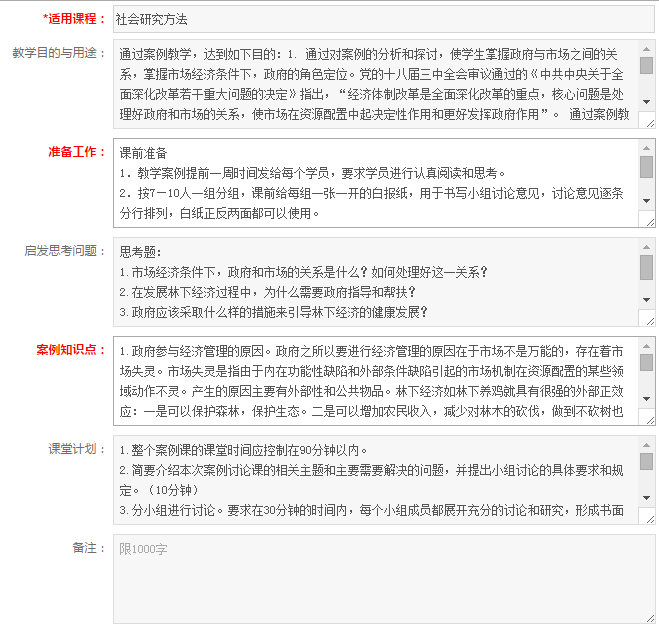 *适用课程： 社会研究方法
教学目的与用途： 通过案例教学，达到如下目的：1. 通过对案例的分析和探讨，使学生掌握政府与市场之间的关
系，掌握市场经济条件下，政府的角色定位。党的十八届三中全会审议通过的《中共中央关于全
面深化改革若干重大问题的决定》指出，“经济体制改革是全面深化改革的重点，核心问题是处
理好政府和市场的关系，使市场在资源配置中起决定性作用和更好发挥政府作用”。 通过案例教
准备工作： 课前准备
1．教学案例提前一周时间发给每个学员，要求学员进行认真阅读和思考。
2．按7—10人一组分组，课前给每组一张一开的白报纸，用于书写小组讨论意见，讨论意见逐条
分行排列，白纸正反两面都可以使用。
启发思考问题： 思考题：
1.市场经济条件下，政府和市场的关系是什么？如何处理好这一关系？
2.在发展林下经济过程中，为什么需要政府指导和帮扶？
3.政府应该采取什么样的措施来引导林下经济的健康发展？
案例知识点： 1.政府参与经济管理的原因。政府之所以要进行经济管理的原因在于市场不是万能的，存在着市
场失灵。市场失灵是指由于内在功能性缺陷和外部条件缺陷引起的市场机制在资源配置的某些领
域动作不灵。产生的原因主要有外部性和公共物品。林下经济如林下养鸡就具有很强的外部正效
应：一是可以保护森林，保护生态。二是可以增加农民收入，减少对林木的砍伐，做到不砍树也
课堂计划： 1.整个案例课的课堂时间应控制在90分钟以内。
2.简要介绍本次案例讨论课的相关主题和主要需要解决的问题，并提出小组讨论的具体要求和规
定。（10分钟）
3.分小组进行讨论。要求在30分钟的时间内，每个小组成员都展开充分的讨论和研究，形成书面
备注： 限1000字